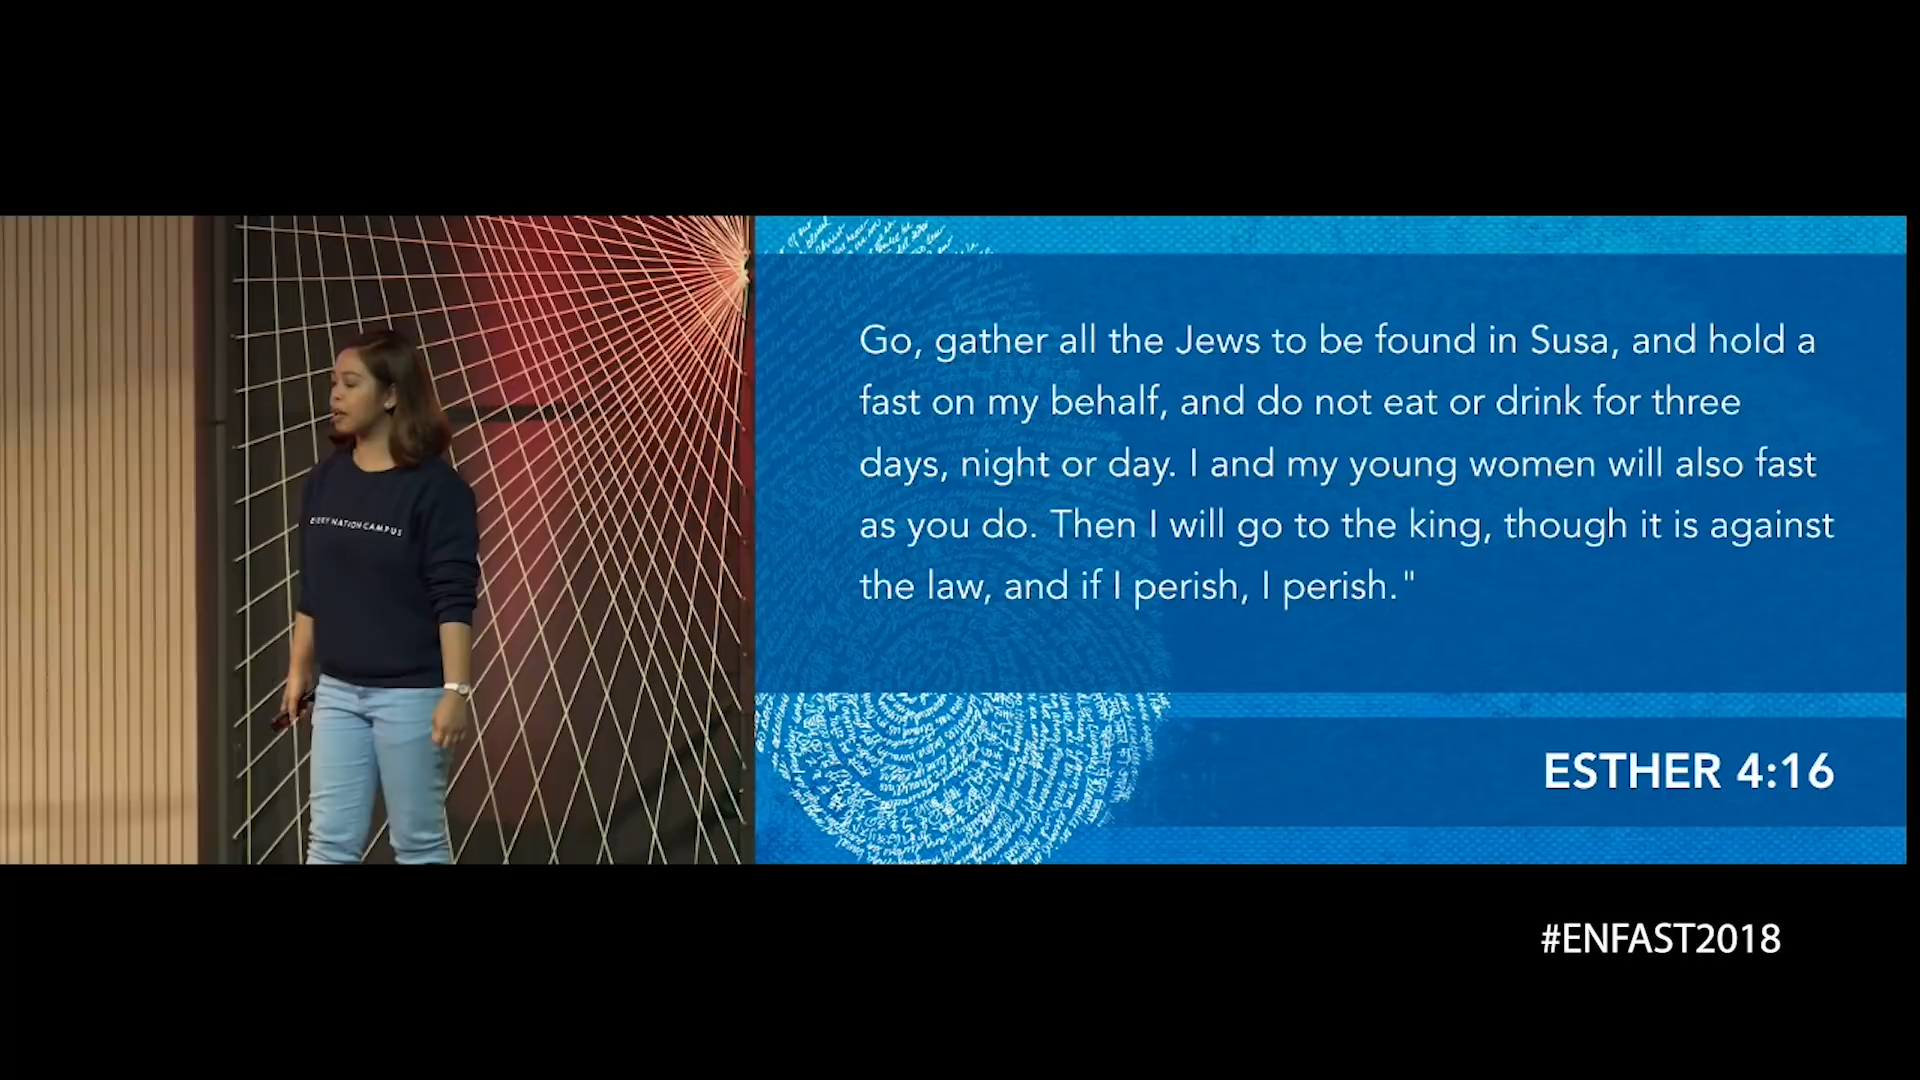 EVERY NATION CAMPUS
Go, gather all the Jews to be found in Susa, and hold a
fast on my behalf, and do not eat or drink for three
days, night or day. I and my young women will also fast
as you do. Then I will go to the king, though it is against
the law, and if I perish, I perish."
ESTHER 4:16
#ENFAST2018